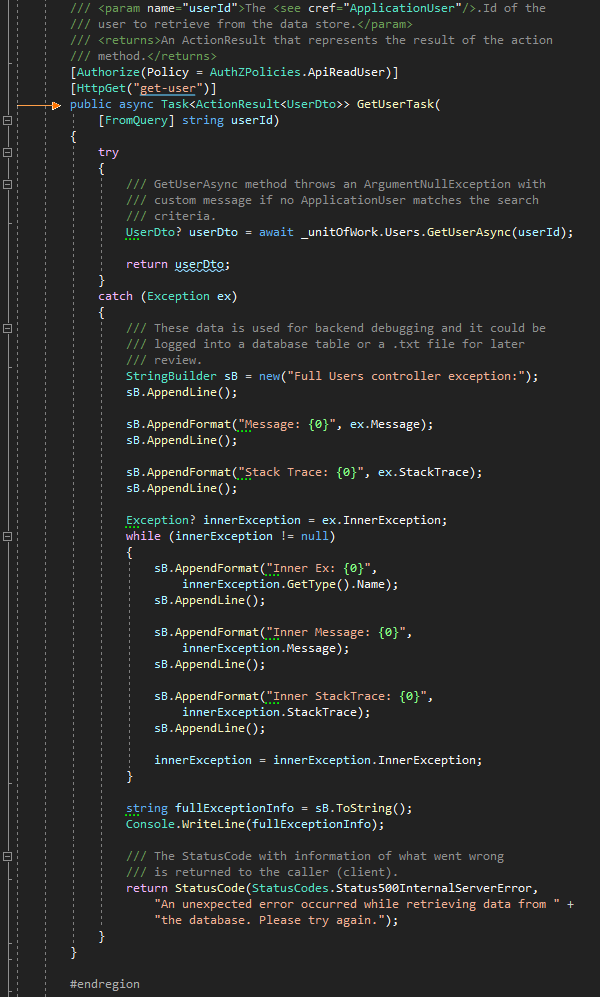 /// <param name="userId">The <see cref="ApplicationUser"/>.Id of the
/// user to retrieve from the data store.</param>
/// <returns>An ActionResult that represents the result of the action
/// method.</returns>
[Authorize(Policy = AuthZPolicies.ApiReadUser)]
[HttpGet("get-user")]
public async Task<ActionResult<UserDto>> GetUserTask(
[FromQuery] string userId)
{
try
{
/// GetUserAsync method throws an ArgumentNullException with
/// custom message if no ApplicationUser matches the search
/// criteria.
UserDto? userDto = await _unitOfWork.Users.GetUserAsync(userId);
return userDto;
}
catch (Exception ex)
{
/// These data is used for backend debugging and it could be
/// logged into a database table or a .txt file for later
/// review.
StringBuilder sB = new("Full Users controller exception:");
sB.AppendLine();
sB.AppendFormat("Message: {0}", ex.Message);
sB.AppendLine();
sB.AppendFormat("Stack Trace: {0}", ex.StackTrace);
sB.AppendLine();
Exception? innerException = ex.InnerException;
while (innerException != null)
{
sB.AppendFormat("Inner Ex: {0}",
innerException.GetType().Name);
sB.AppendLine();
sB.AppendFormat("Inner Message: {0}",
innerException.Message);
sB.AppendLine();
sB.AppendFormat("Inner StackTrace: {0}",
innerException.StackTrace);
sB.AppendLine();
innerException = innerException.InnerException;
}
string fullExceptionInfo = sB.ToString();
Console.WriteLine(fullExceptionInfo);
/// The StatusCode with information of what went wrong
/// is returned to the caller (client).
return StatusCode(StatusCodes.Status500InternalServerError,
"An unexpected error occurred while retrieving data from " +
"the database. Please try again.");
}
}
#endregion